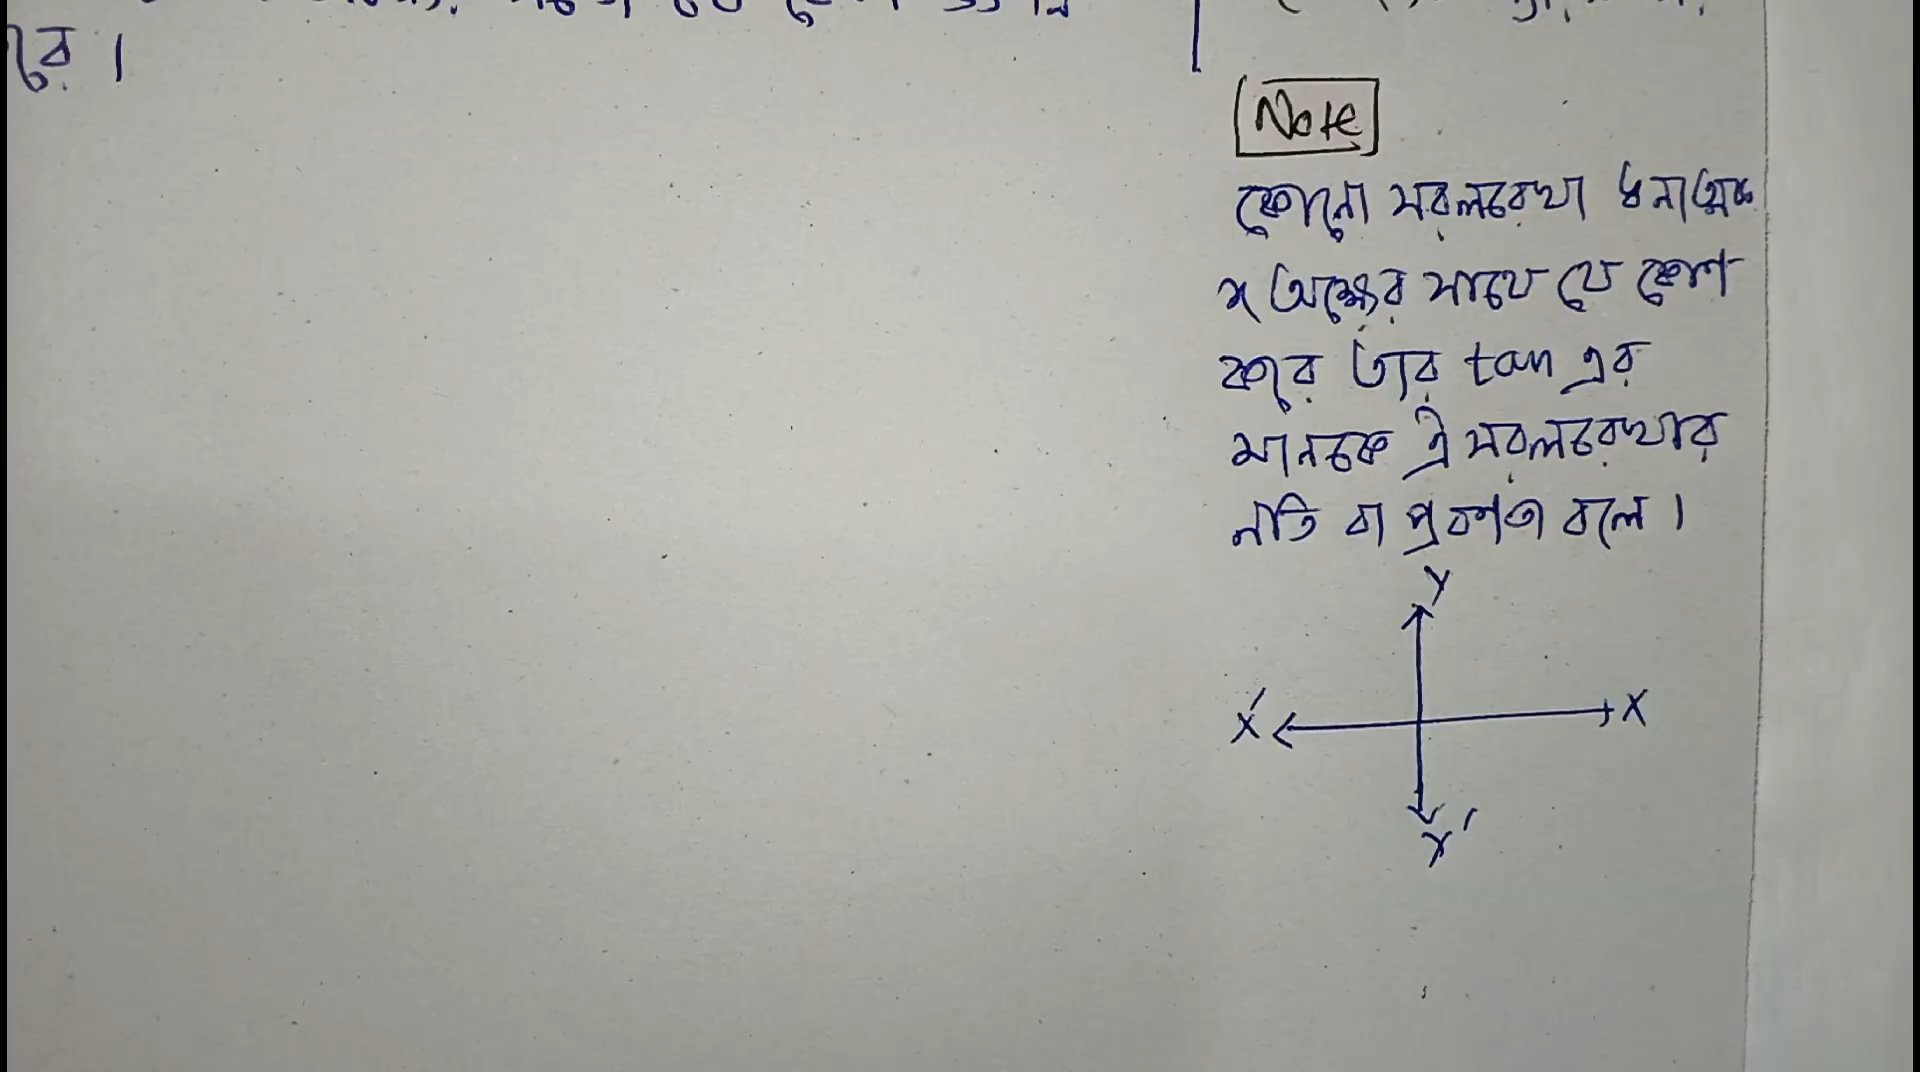 রে।
Note
কোনো সরলরেখা ধনাত্মক
x অক্ষের সাথে যে কোণ
করে তার tan এর
মানকে ঐ সরলরেখার
নতি বা প্রবণতা বলে।
Y
X' X
Y'